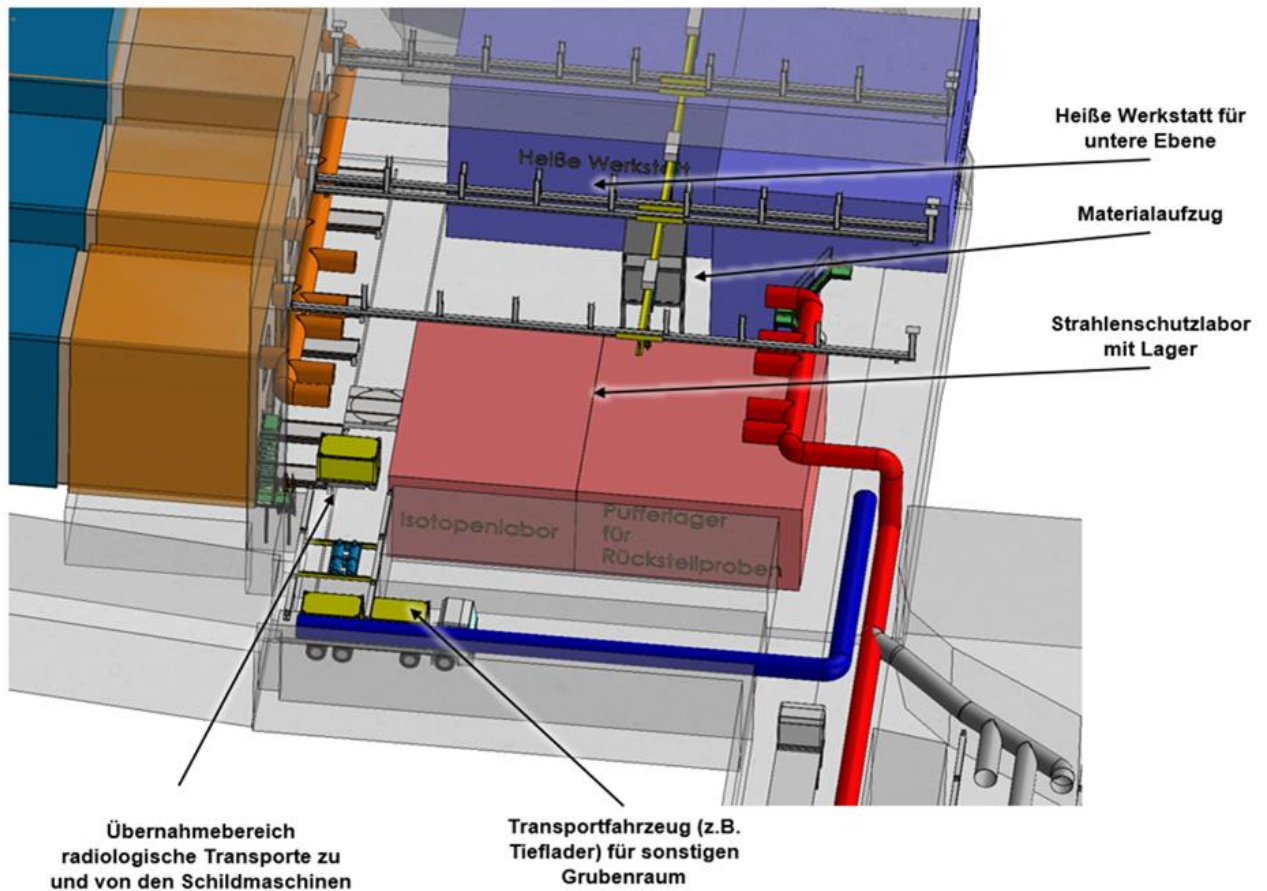 Heiße Werkstatt für
untere Ebene
Heiße Werkstatt
Materialaufzug
Strahlenschutzlabor
mit Lager
Isotopenlabor
Pufferlager
für
Rückstellproben
Übernahmebereich
radiologische Transporte zu
und von den Schildmaschinen
Transportfahrzeug (z.B.
Tieflader) für sonstigen
Grubenraum